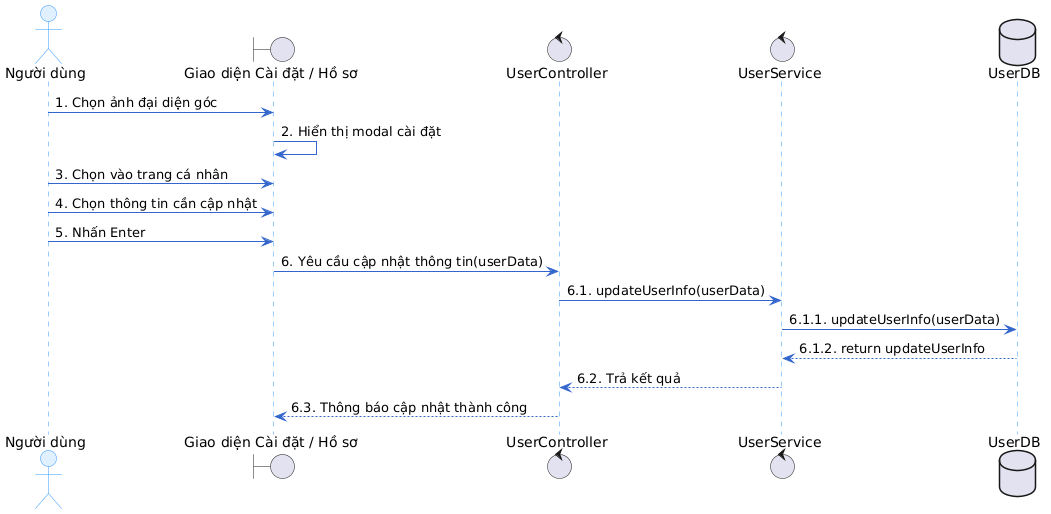 Người dùng
Giao diện Cài đặt / Hồ sơ
UserController
UserService
UserDB
1. Chọn ảnh đại diện góc
2. Hiển thị modal cài đặt
3. Chọn vào trang cá nhân
4. Chọn thông tin cần cập nhật
5. Nhấn Enter
6. Yêu cầu cập nhật thông tin(userData)
6.1. updateUserInfo(userData)
6.1.1. updateUserInfo(userData)
6.1.2. return updateUserInfo
6.2. Trả kết quả
6.3. Thông báo cập nhật thành công
Người dùng
Giao diện Cài đặt / Hồ sơ
UserController
UserService
UserDB